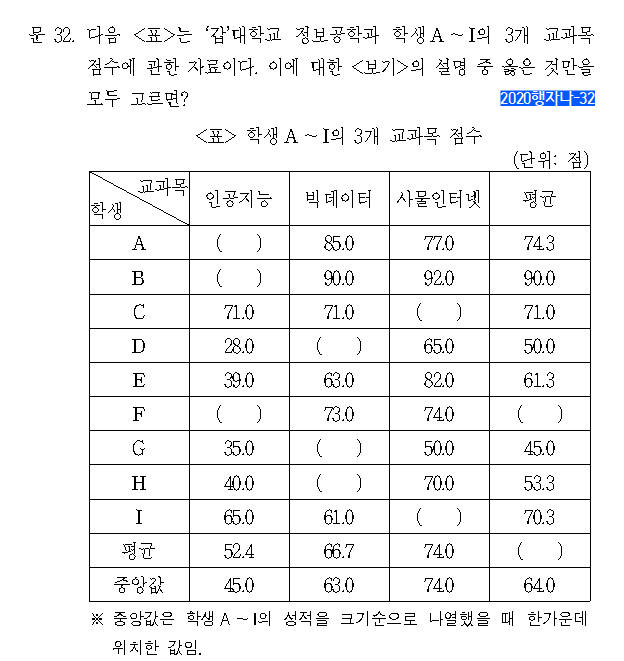 문 32. 다음 <표>는 ‘갑’대학교 정보공학과 학생 A ~ I의 3개 교과목
점수에 관한 자료이다. 이에 대한 <보기>의 설명 중 옳은 것만을
모두 고르면? 2020행자나-32
<표> 학생 A ~ I의 3개 교과목 점수
(단위: 점)
교과목
학생 인공지능 빅데이터 사물인터넷 평균
A ( ) 85.0 77.0 74.3
B ( ) 90.0 92.0 90.0
C 71.0 71.0 ( ) 71.0
D 28.0 ( ) 65.0 50.0
E 39.0 63.0 82.0 61.3
F ( ) 73.0 74.0 ( )
G 35.0 ( ) 50.0 45.0
H 40.0 ( ) 70.0 53.3
I 65.0 61.0 ( ) 70.3
평균 52.4 66.7 74.0 ( )
중앙값 45.0 63.0 74.0 64.0
※ 중앙값은 학생 A ~ I의 성적을 크기순으로 나열했을 때 한가운데
위치한 값임.